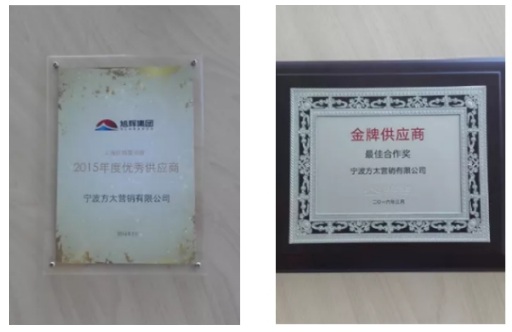 旭辉集团
2015年度优秀供应商
宁波方太营销有限公司
金牌供应商
最佳合作奖
宁波方太营销有限公司